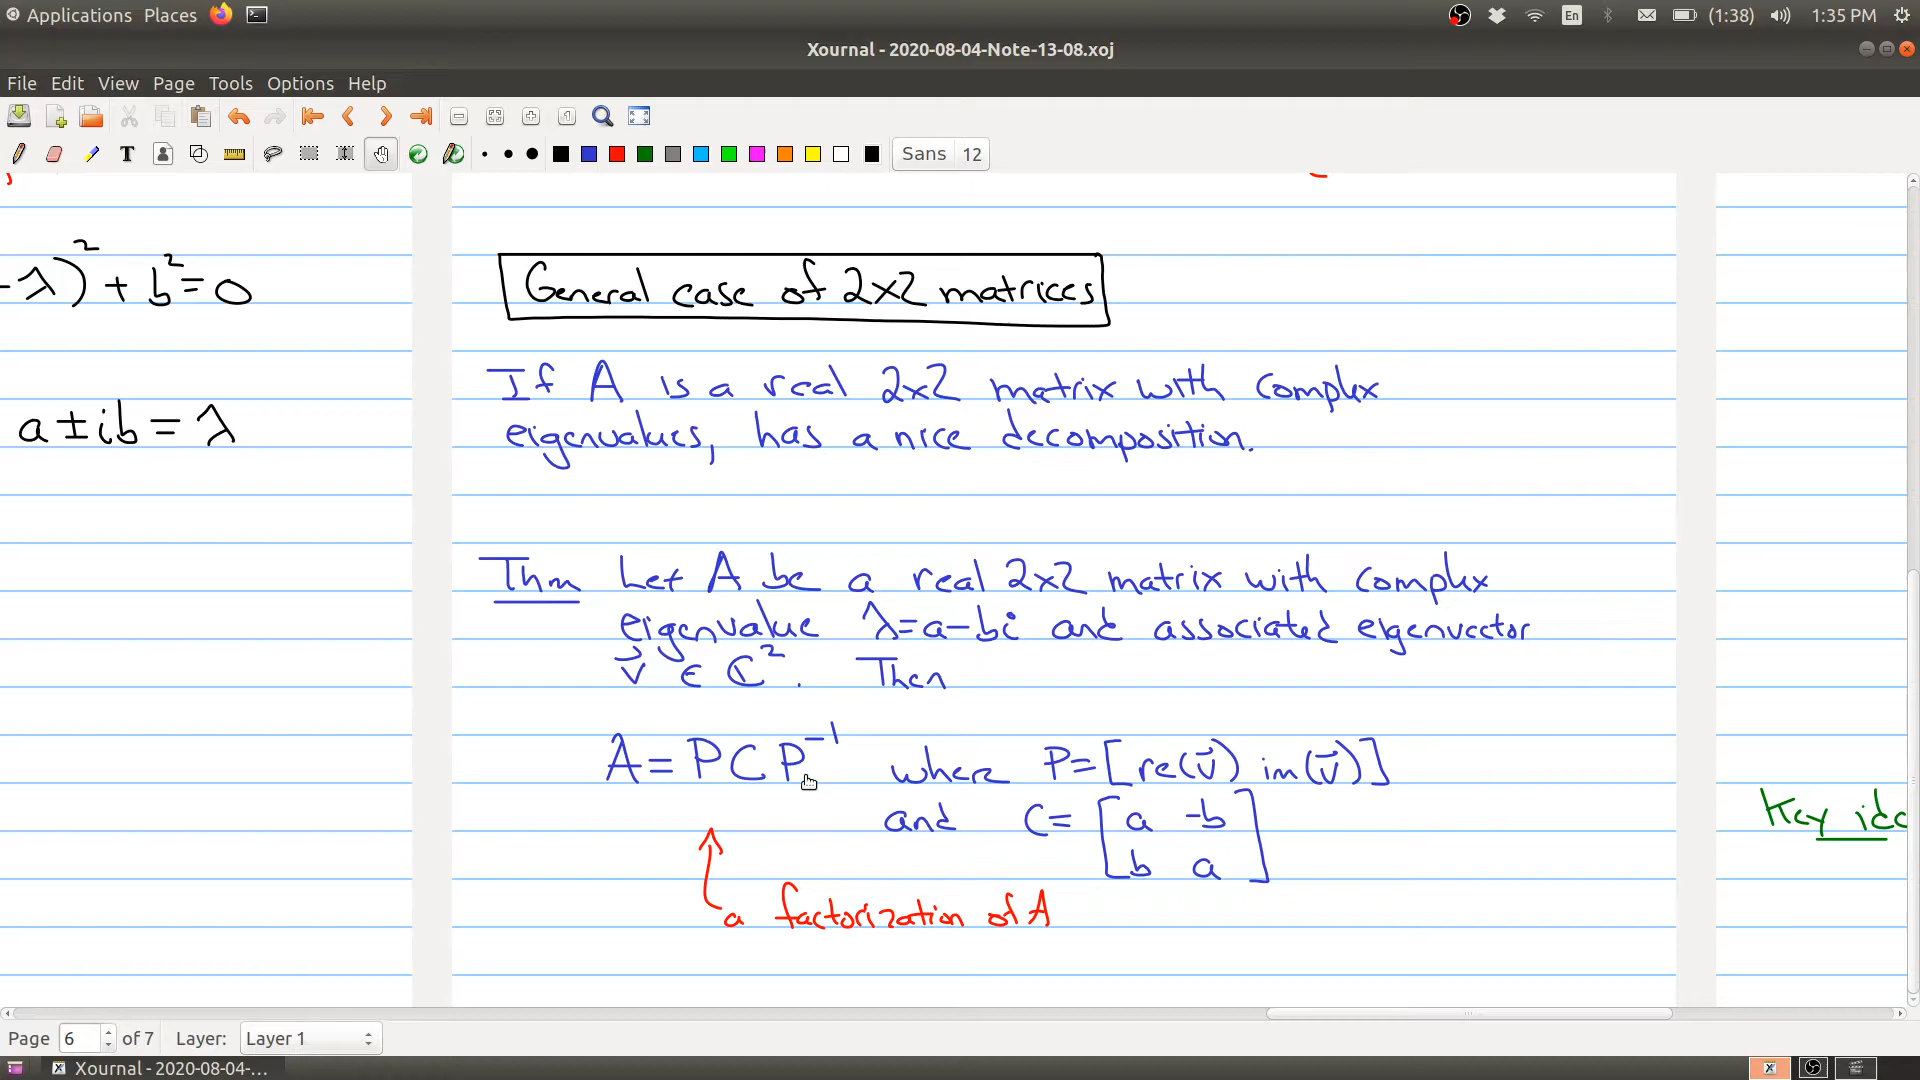 Applications Places En (1:38) 1:35 PM
Xournal - 2020-08-04-Note-13-08.xoj
File Edit View Page Tools Options Help
T Sans 12
-λ)² + b² = 0
a ± ib = λ
General case of 2x2 matrices
If A is a real 2x2 matrix with complex
eigenvalues, has a nice decomposition.
Thm Let A be a real 2x2 matrix with complex
eigenvalue λ=a-bi and associated eigenvector
v⃗ ∈ ℂ². Then
A = P C P⁻¹ where P=[re(v⃗) im(v⃗)]
and C = [a -b
b a]
a factorization of A
Key
Page 6 of 7 Layer: Layer 1
Xournal - 2020-08-04-...